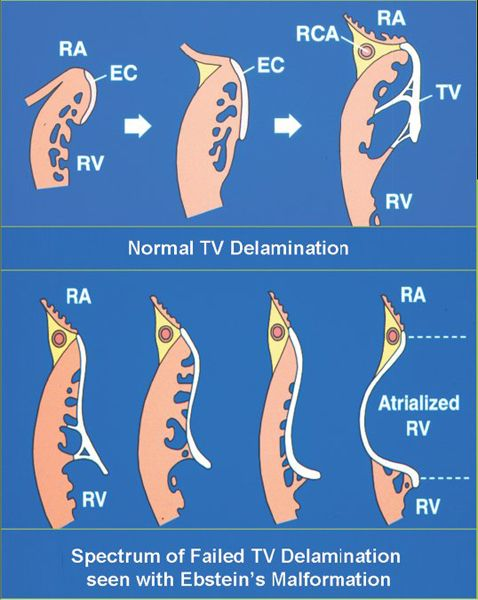 RA
EC
RV
EC
RCA
RA
TV
RV
Normal TV Delamination
RA
RV
RA
Atrialized
RV
RV
Spectrum of Failed TV Delamination
seen with Ebstein's Malformation